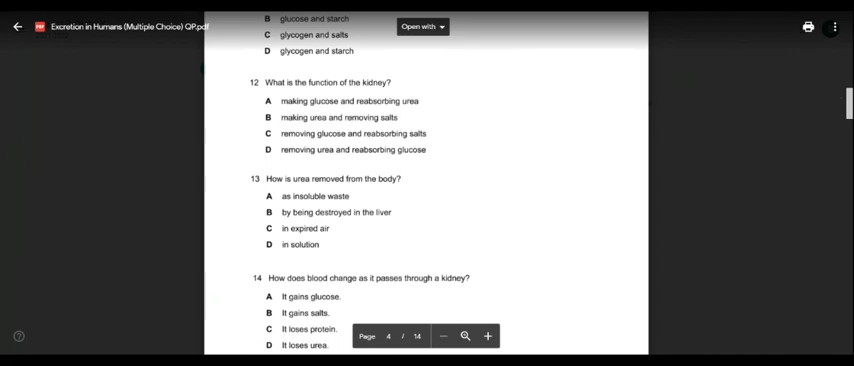 Excretion in Humans (Multiple Choice) QP.pdf
Open with
B glucose and starch
C glycogen and salts
D glycogen and starch
12 What is the function of the kidney?
A making glucose and reabsorbing urea
B making urea and removing salts
C removing glucose and reabsorbing salts
D removing urea and reabsorbing glucose
13 How is urea removed from the body?
A as insoluble waste
B by being destroyed in the liver
C in expired air
D in solution
14 How does blood change as it passes through a kidney?
A It gains glucose.
B It gains salts.
C It loses protein.
D It loses urea.
Page 4 / 14